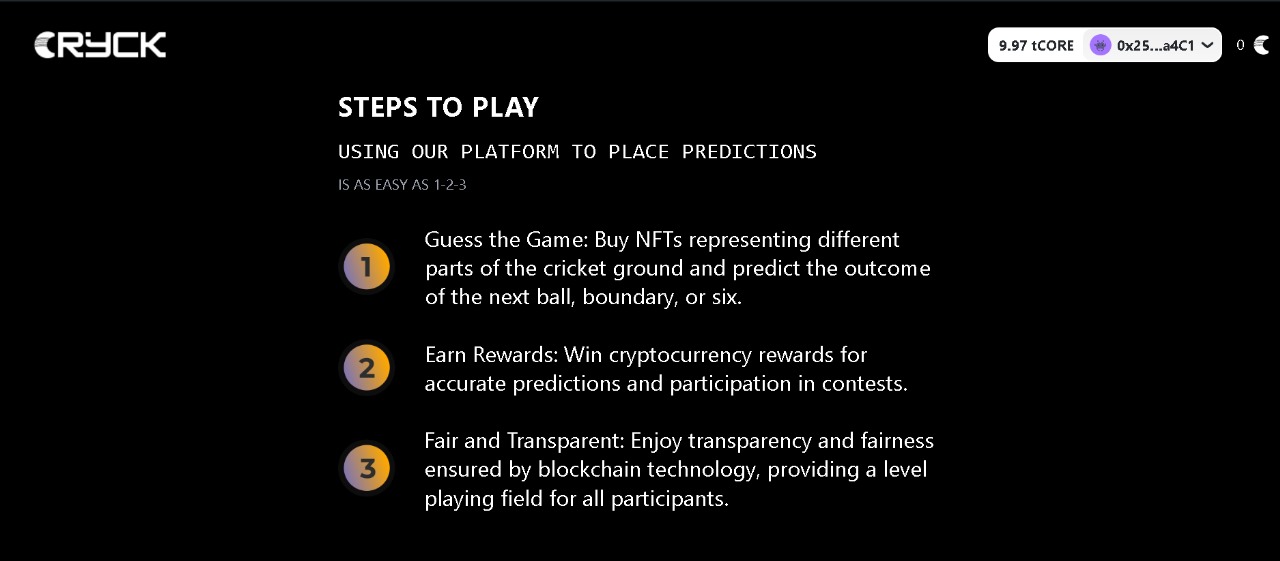 CRYCK
9.97 tCORE 0x25...a4C1 0
STEPS TO PLAY
USING OUR PLATFORM TO PLACE PREDICTIONS
IS AS EASY AS 1-2-3
1
Guess the Game: Buy NFTs representing different
parts of the cricket ground and predict the outcome
of the next ball, boundary, or six.
2
Earn Rewards: Win cryptocurrency rewards for
accurate predictions and participation in contests.
3
Fair and Transparent: Enjoy transparency and fairness
ensured by blockchain technology, providing a level
playing field for all participants.